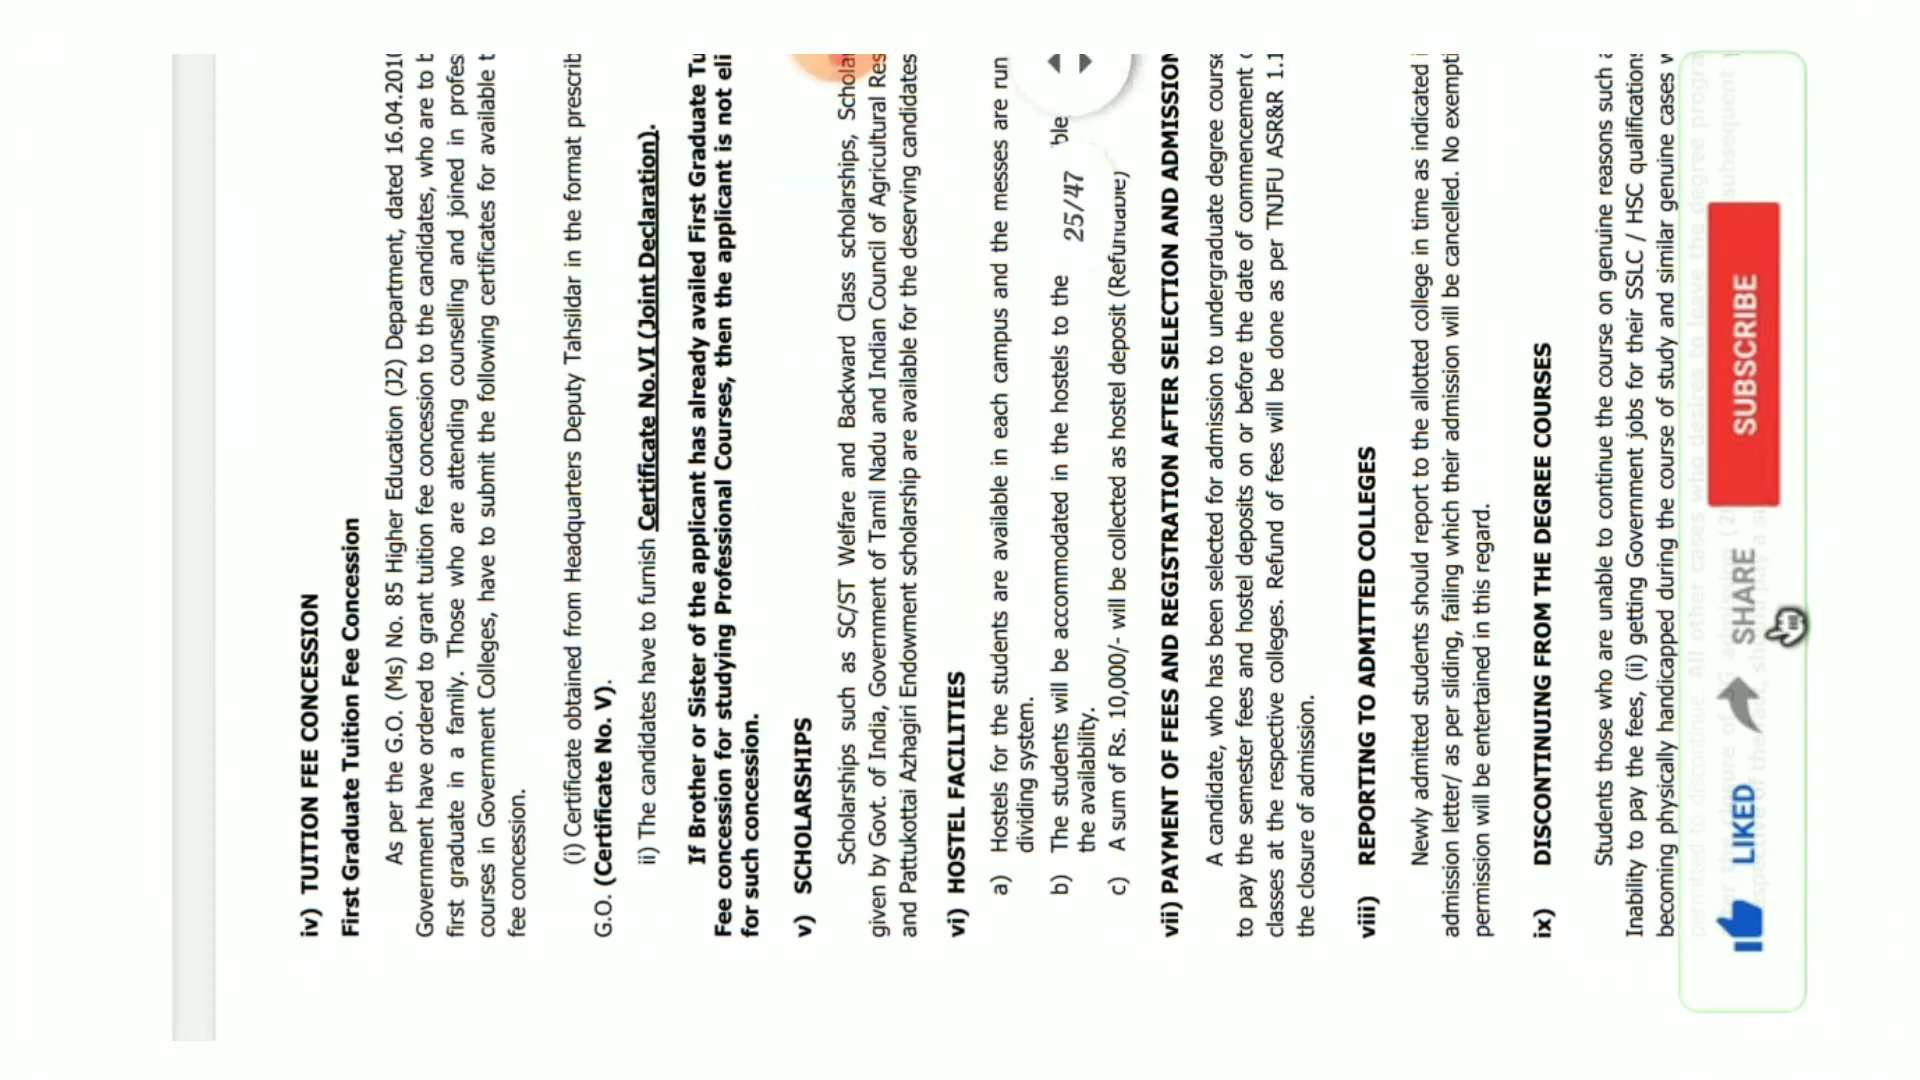 iv) TUITION FEE CONCESSION
First Graduate Tuition Fee Concession
As per the G.O. (Ms) No. 85 Higher Education (J2) Department, dated 16.04.2010
Government have ordered to grant tuition fee concession to the candidates, who are to
first graduate in a family. Those who are attending counselling and joined in
courses in Government Colleges, have to submit the following certificates for available
fee concession.
(i) Certificate obtained from Headquarters Deputy Tahsildar in the format
G.O. (Certificate No. V).
ii) The candidates have to furnish Certificate No.VI (Joint Declaration).
If Brother or Sister of the applicant has already availed First Graduate
Fee concession for studying Professional Courses, then the applicant is not
for such concession.
v) SCHOLARSHIPS
Scholarships such as SC/ST Welfare and Backward Class scholarships,
given by Govt. of India, Government of Tamil Nadu and Indian Council of Agricultural
and Pattukottai Azhagiri Endowment scholarship are available for the deserving candidates
vi) HOSTEL FACILITIES
a) Hostels for the students are available in each campus and the messes are run
dividing system.
b) The students will be accommodated in the hostels to the
the availability.
25/47
c) A sum of Rs. 10,000/- will be collected as hostel deposit (Refundable)
vii) PAYMENT OF FEES AND REGISTRATION AFTER SELECTION AND ADMISSION
A candidate, who has been selected for admission to undergraduate degree course
to pay the semester fees and hostel deposits on or before the date of commencement
classes at the respective colleges. Refund of fees will be done as per TNJFU ASR&R 1.1
the closure of admission.
viii) REPORTING TO ADMITTED COLLEGES
Newly admitted students should report to the allotted college in time as indicated
admission letter/ as per sliding, failing which their admission will be cancelled. No
permission will be entertained in this regard.
ix) DISCONTINUING FROM THE DEGREE COURSES
Students those who are unable to continue the course on genuine reasons such
Inability to pay the fees, (ii) getting Government jobs for their SSLC / HSC qualifications
becoming physically handicapped during the course of study and similar genuine cases
permitted to discontinue. All other cases who desires to leave the degree
LIKED SHARE SUBSCRIBE